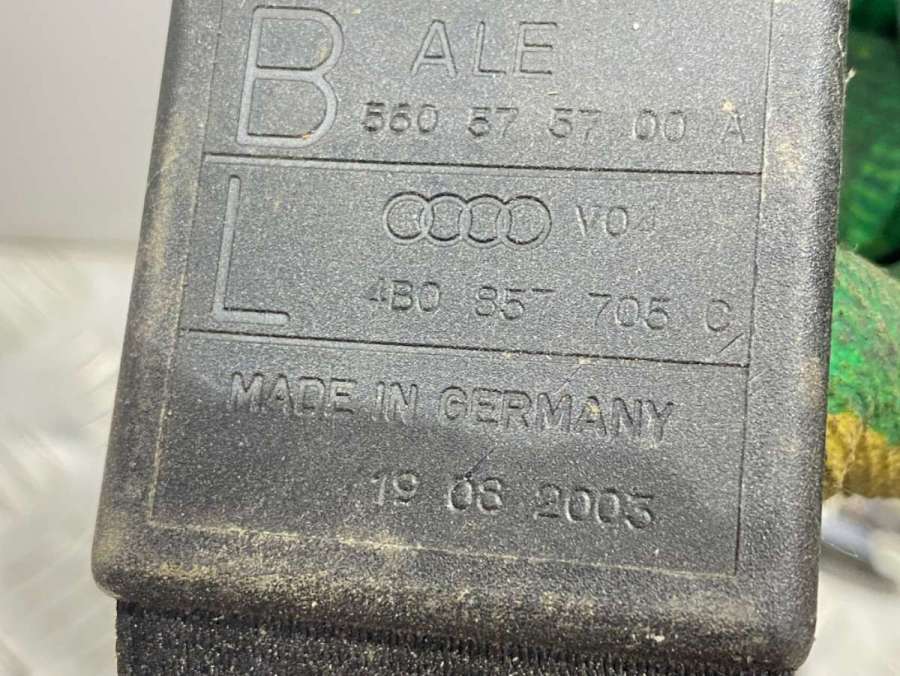 B ALE
560 57 57 00 A
L V04
4B0 857 705 C
MADE IN GERMANY
19 08 2003